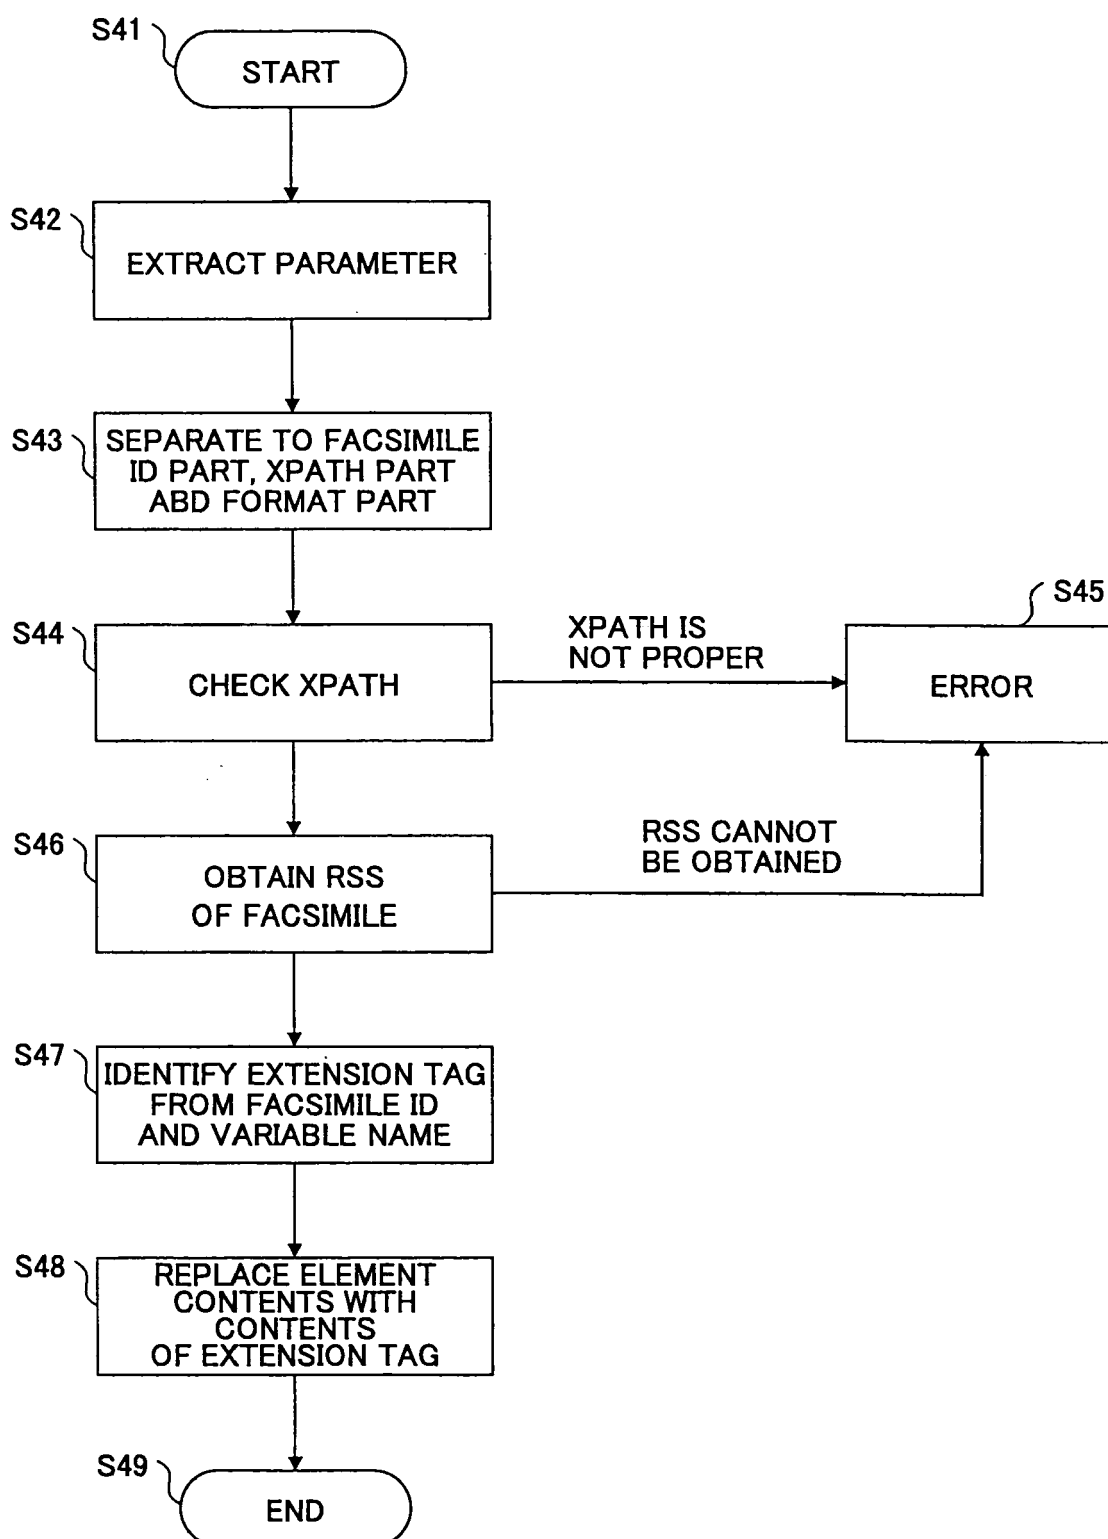 S41
START
S42
EXTRACT PARAMETER
S43
SEPARATE TO FACSIMILE
ID PART, XPATH PART
ABD FORMAT PART
S44
CHECK XPATH
XPATH IS
NOT PROPER
S45
ERROR
S46
OBTAIN RSS
OF FACSIMILE
RSS CANNOT
BE OBTAINED
S47
IDENTIFY EXTENSION TAG
FROM FACSIMILE ID
AND VARIABLE NAME
S48
REPLACE ELEMENT
CONTENTS WITH
CONTENTS
OF EXTENSION TAG
S49
END